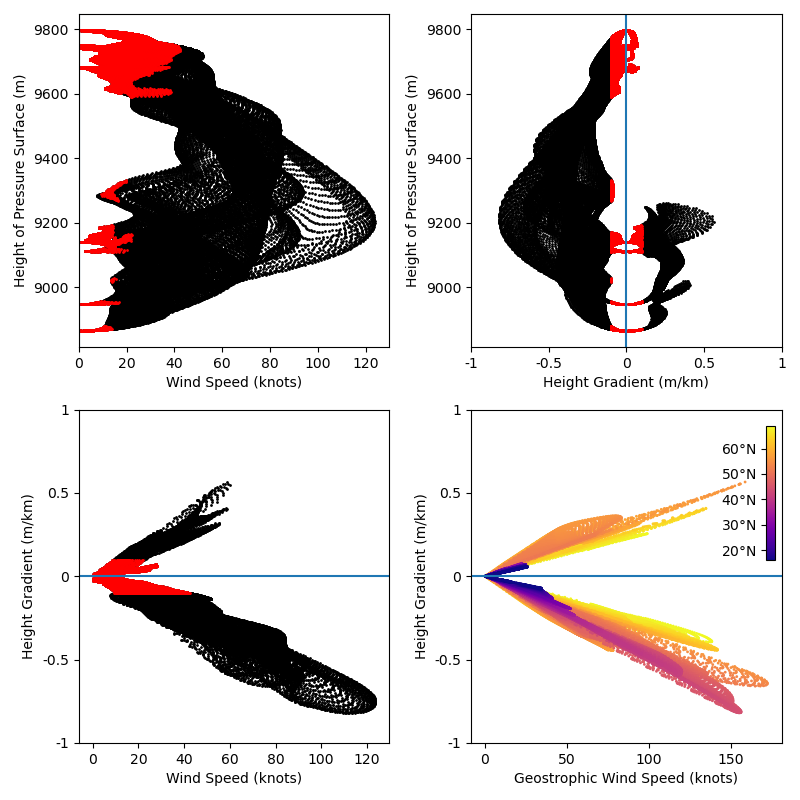 9800
9600
9400
9200
9000
Height of Pressure Surface (m)
0 20 40 60 80 100 120
Wind Speed (knots)
9800
9600
9400
9200
9000
Height of Pressure Surface (m)
-1 -0.5 0 0.5 1
Height Gradient (m/km)
1
0.5
0
-0.5
-1
Height Gradient (m/km)
0 20 40 60 80 100 120
Wind Speed (knots)
1
0.5
0
-0.5
-1
Height Gradient (m/km)
60°N
50°N
40°N
30°N
20°N
0 50 100 150
Geostrophic Wind Speed (knots)